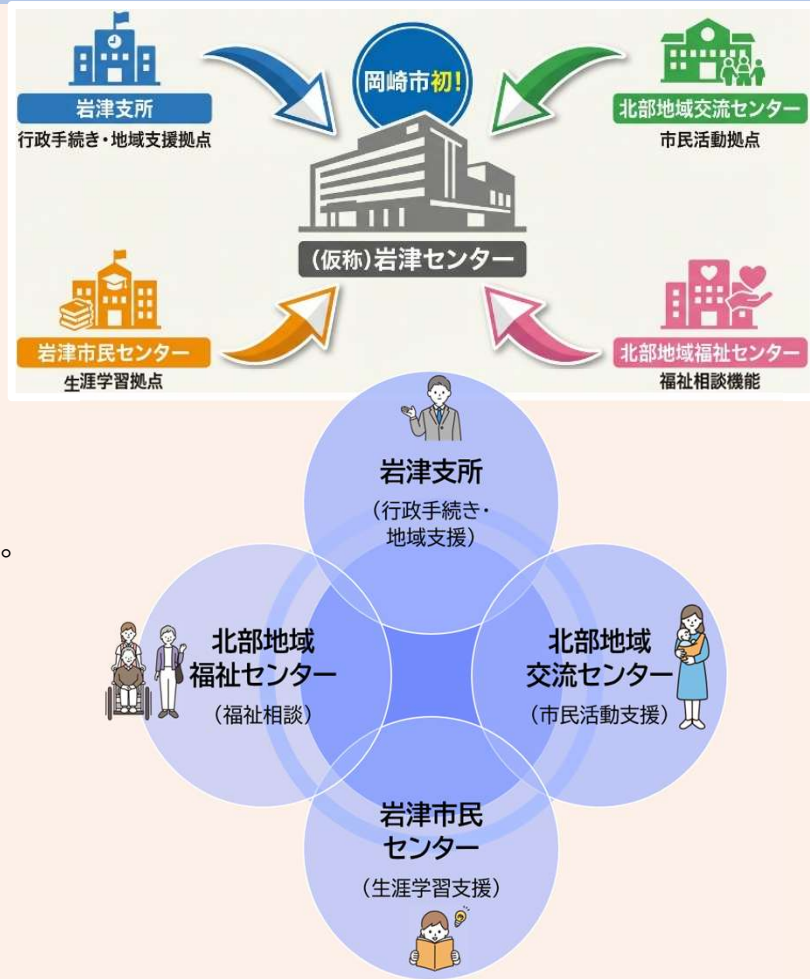 岡崎市初!
岩津支所
行政手続き・地域支援拠点
北部地域交流センター
市民活動拠点
(仮称)岩津センター
岩津市民センター
生涯学習拠点
北部地域福祉センター
福祉相談機能
岩津支所
(行政手続き・
地域支援)
。
北部地域
福祉センター
(福祉相談)
北部地域
交流センター
(市民活動支援)
岩津市民
センター
(生涯学習支援)